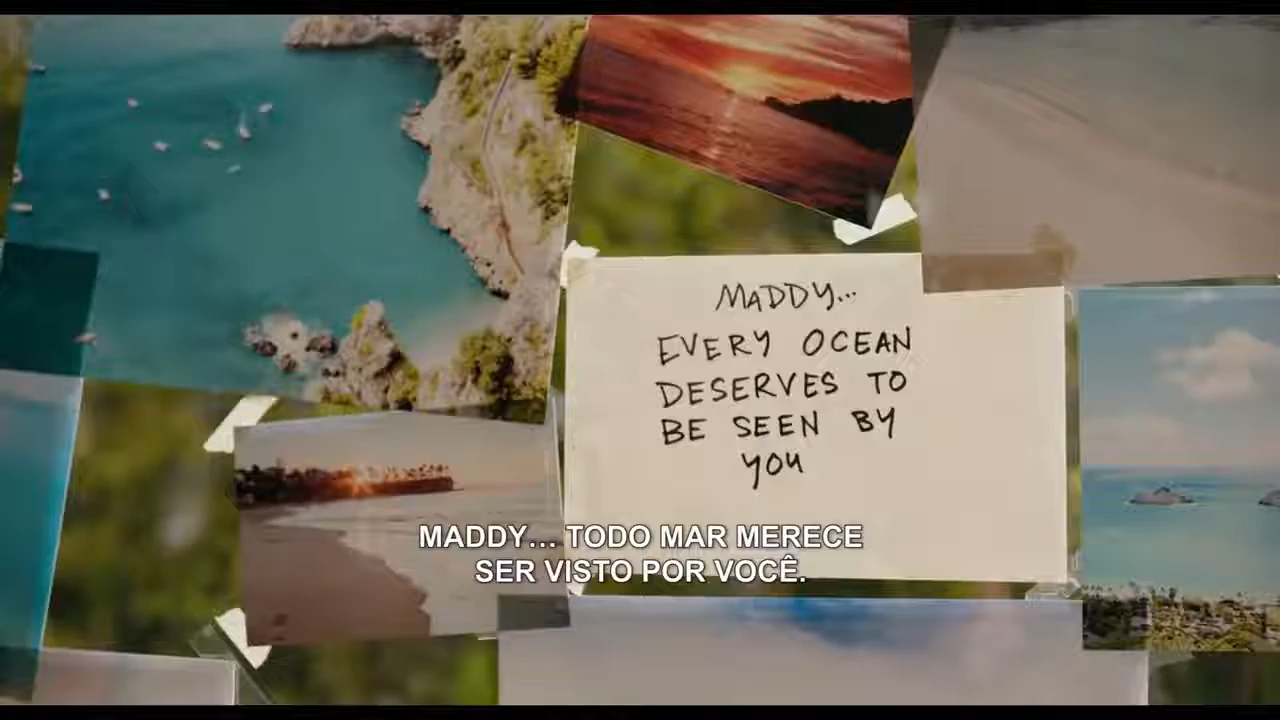 MADDY...
EVERY OCEAN
DESERVES TO
BE SEEN BY
YOU
MADDY... TODO MAR MERECE
SER VISTO POR VOCÊ.